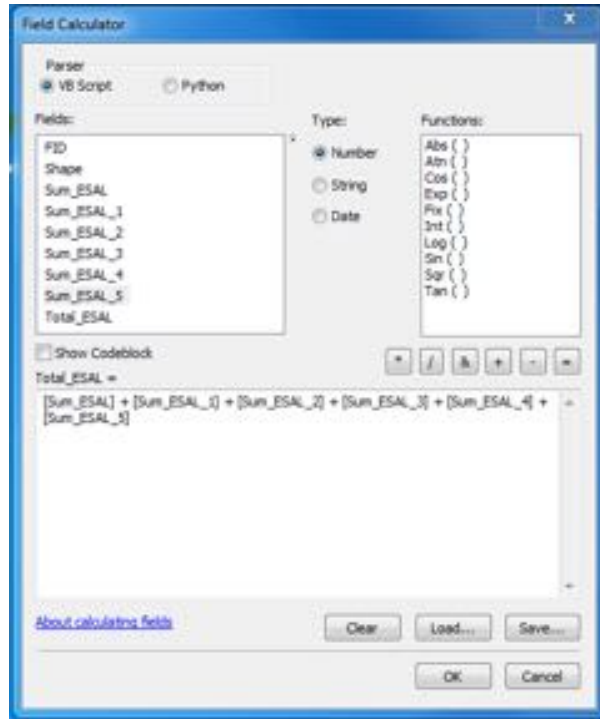 Field Calculator
Parser
VB Script Python
Fields: Type: Functions:
FID
Shape
Sum_ESAL
Sum_ESAL_1
Sum_ESAL_2
Sum_ESAL_3
Sum_ESAL_4
Sum_ESAL_5
Total_ESAL
Number
String
Date
Abs ( )
Atn ( )
Cos ( )
Exp ( )
Fix ( )
Int ( )
Log ( )
Sin ( )
Sqr ( )
Tan ( )
Show Codeblock
* / & + - =
Total_ESAL =
[Sum_ESAL] + [Sum_ESAL_1] + [Sum_ESAL_2] + [Sum_ESAL_3] + [Sum_ESAL_4] +
[Sum_ESAL_5]
About calculating fields
Clear Load... Save...
OK Cancel